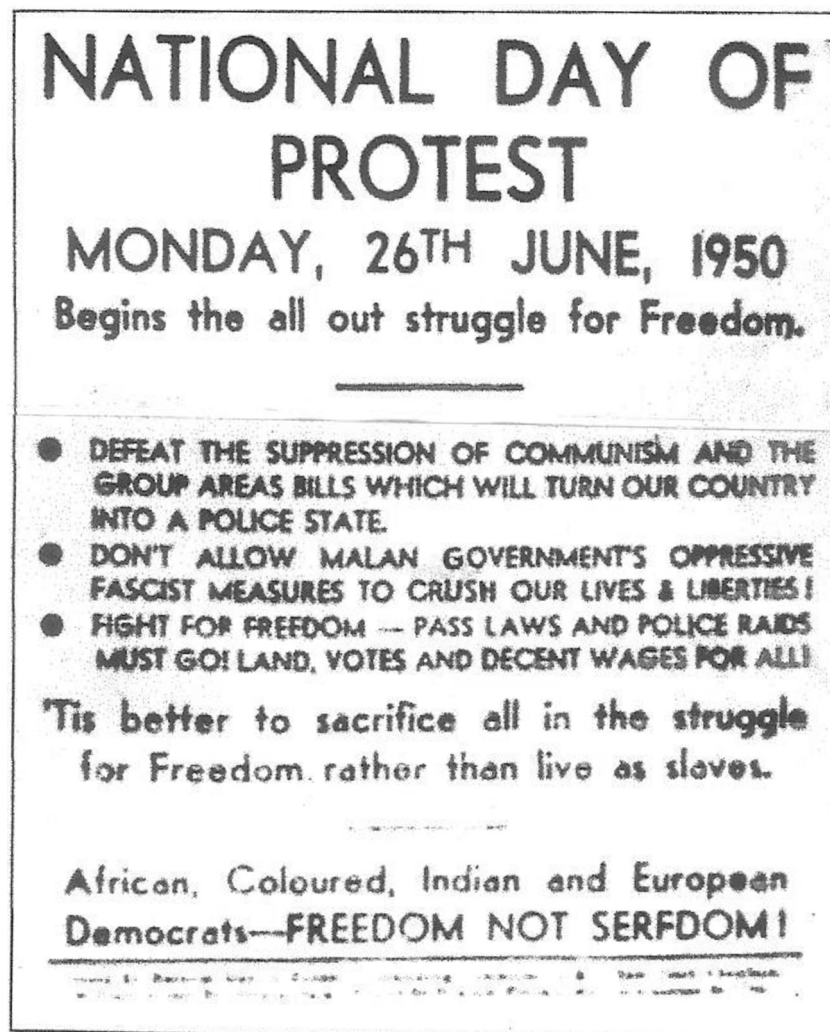 NATIONAL DAY OF
PROTEST
MONDAY, 26TH JUNE, 1950
Begins the all out struggle for Freedom.
● DEFEAT THE SUPPRESSION OF COMMUNISM AND THE
GROUP AREAS BILLS WHICH WILL TURN OUR COUNTRY
INTO A POLICE STATE.
● DON'T ALLOW MALAN GOVERNMENT'S OPPRESSIVE
FASCIST MEASURES TO CRUSH OUR LIVES & LIBERTIES!
● FIGHT FOR FREEDOM — PASS LAWS AND POLICE RAIDS
MUST GO! LAND, VOTES AND DECENT WAGES FOR ALL!
'Tis better to sacrifice all in the struggle
for Freedom rather than live as slaves.
African, Coloured, Indian and European
Democrats—FREEDOM NOT SERFDOM!